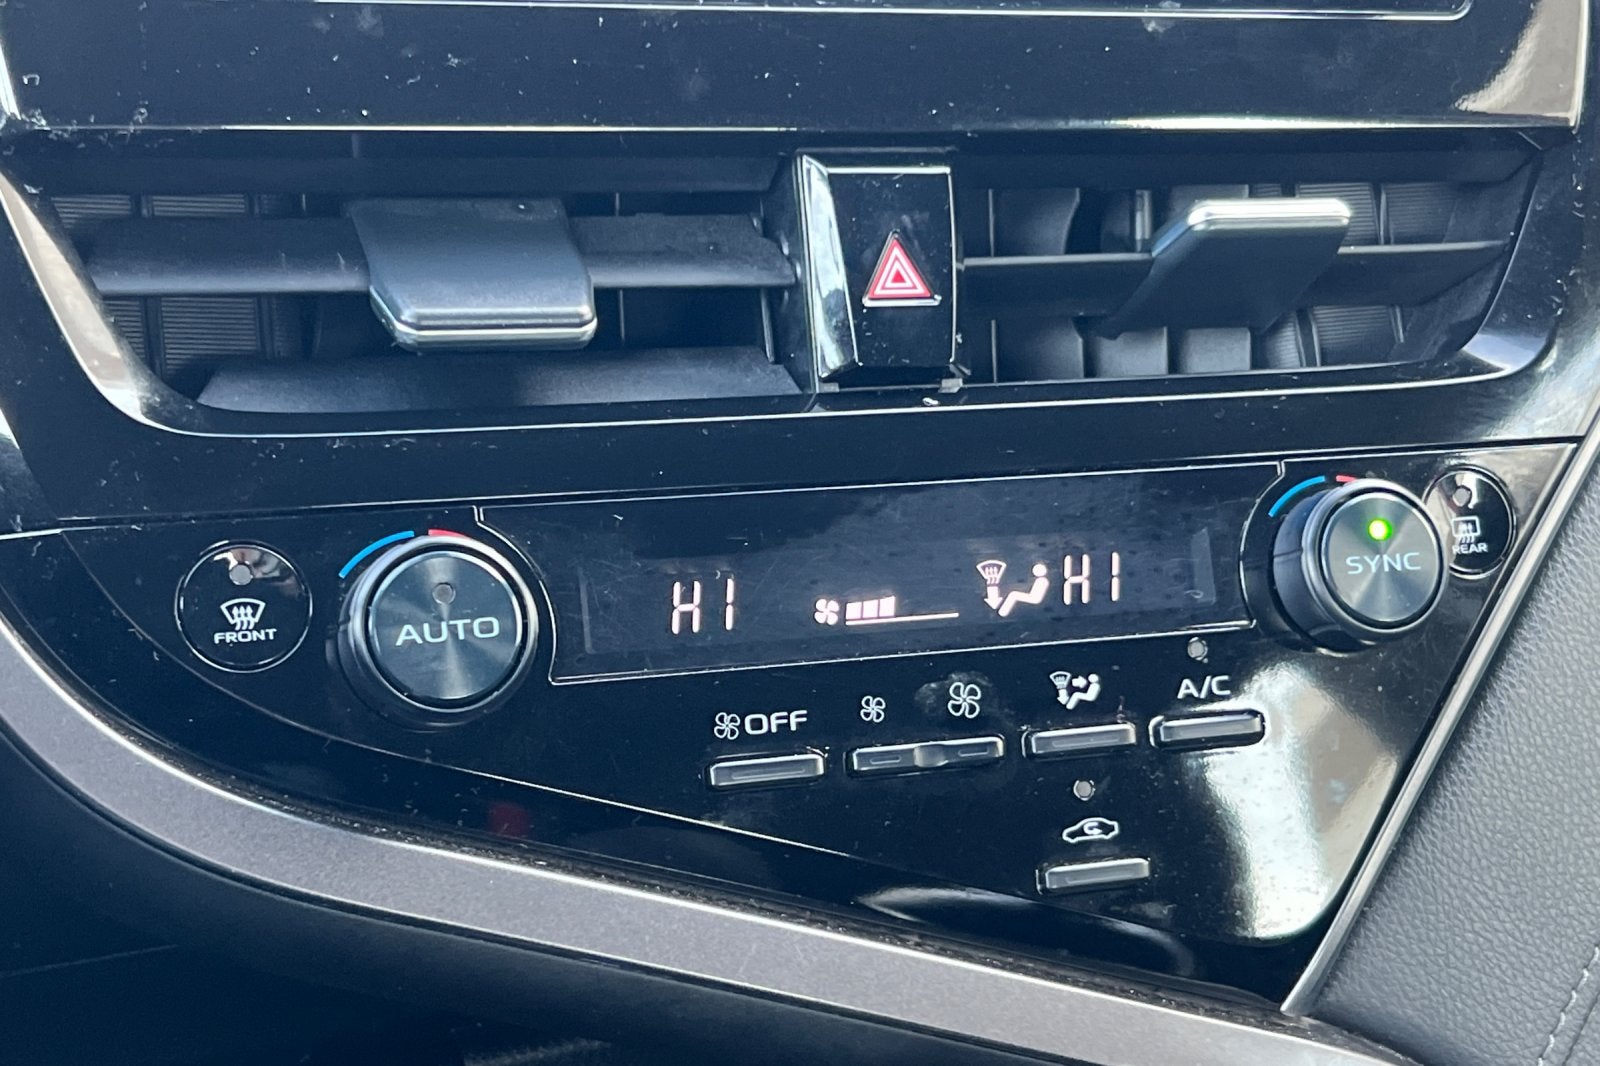 HI
HI
AUTO
SYNC
FRONT
REAR
OFF
A/C